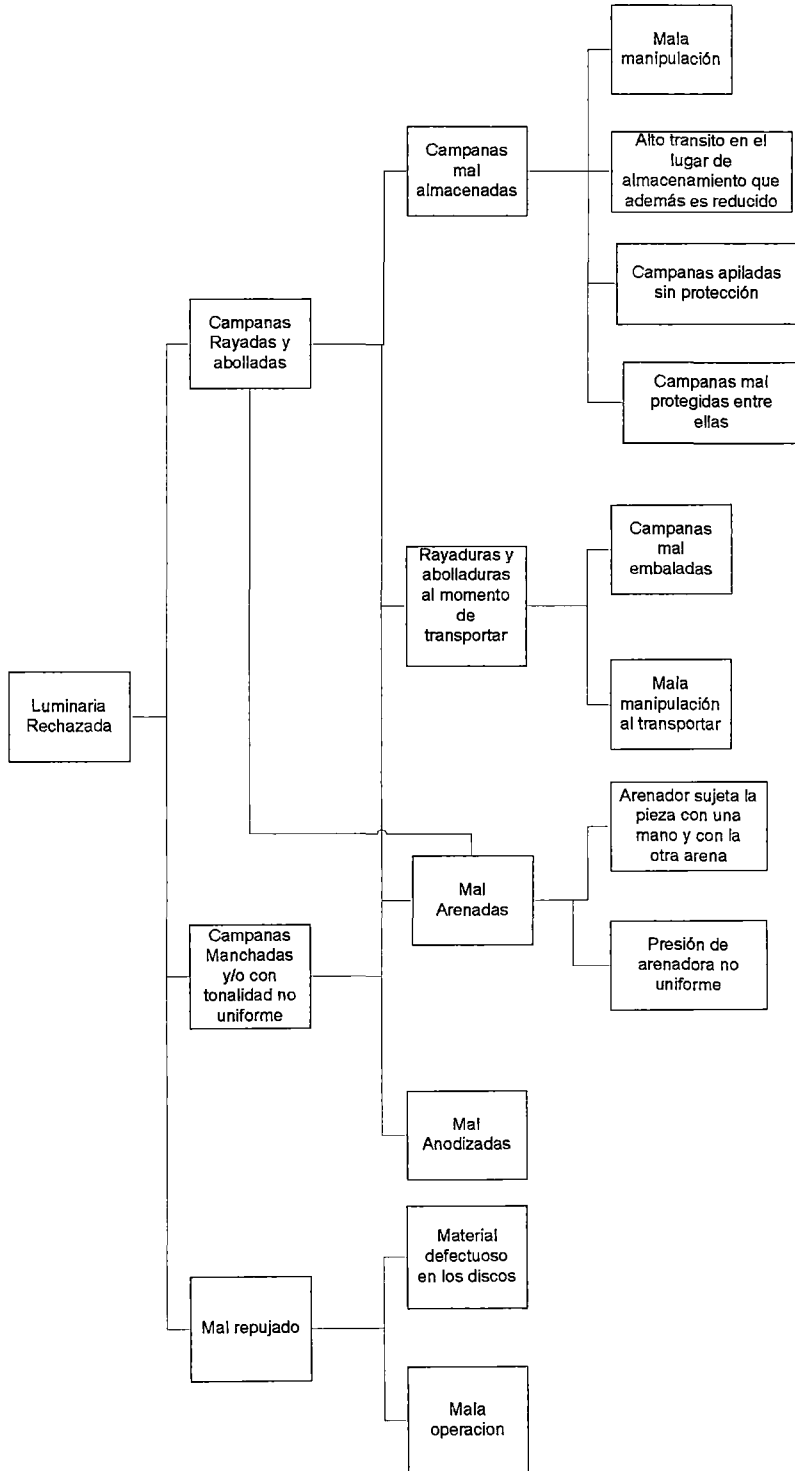 Mala
manipulación
Alto transito en el
lugar de
almacenamiento que
además es reducido
Campanas
mal
almacenadas
Campanas apiladas
sin protección
Campanas
Rayadas y
abolladas
Campanas mal
protegidas entre
ellas
Campanas
mal
embaladas
Rayaduras y
abolladuras
al momento
de
transportar
Mala
manipulación
al transportar
Luminaria
Rechazada
Arenador sujeta la
pieza con una
mano y con la
otra arena
Mal
Arenadas
Presión de
arenadora no
uniforme
Campanas
Manchadas
y/o con
tonalidad no
uniforme
Mal
Anodizadas
Material
defectuoso
en los discos
Mal repujado
Mala
operacion